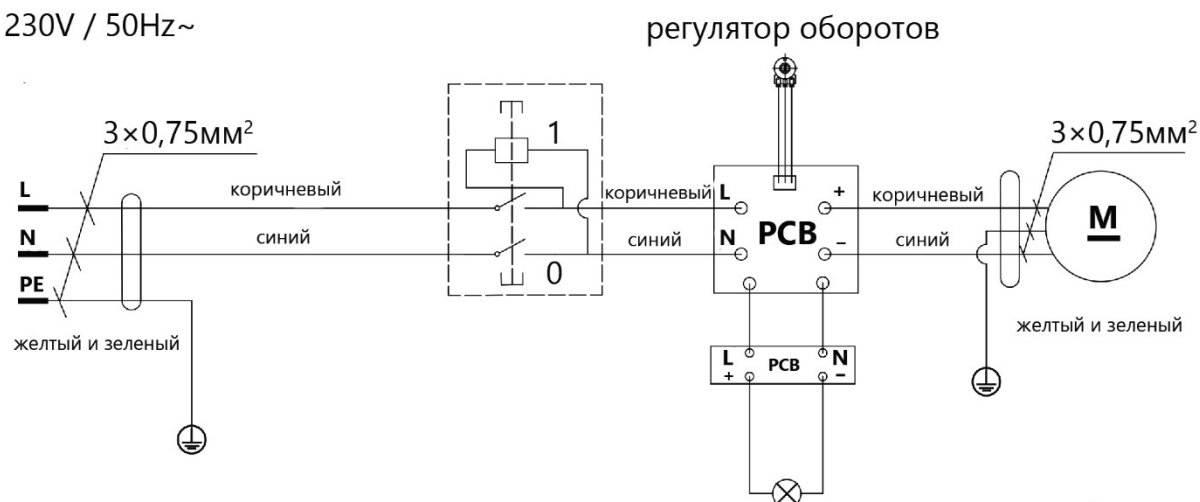 230V / 50Hz~
регулятор оборотов
3×0,75мм²
1
3×0,75мм²
L
коричневый
коричневый
L
+
коричневый
M
N
синий
синий
N
PCB
–
синий
0
PE
желтый и зеленый
желтый и зеленый
L
PCB
N
+
–